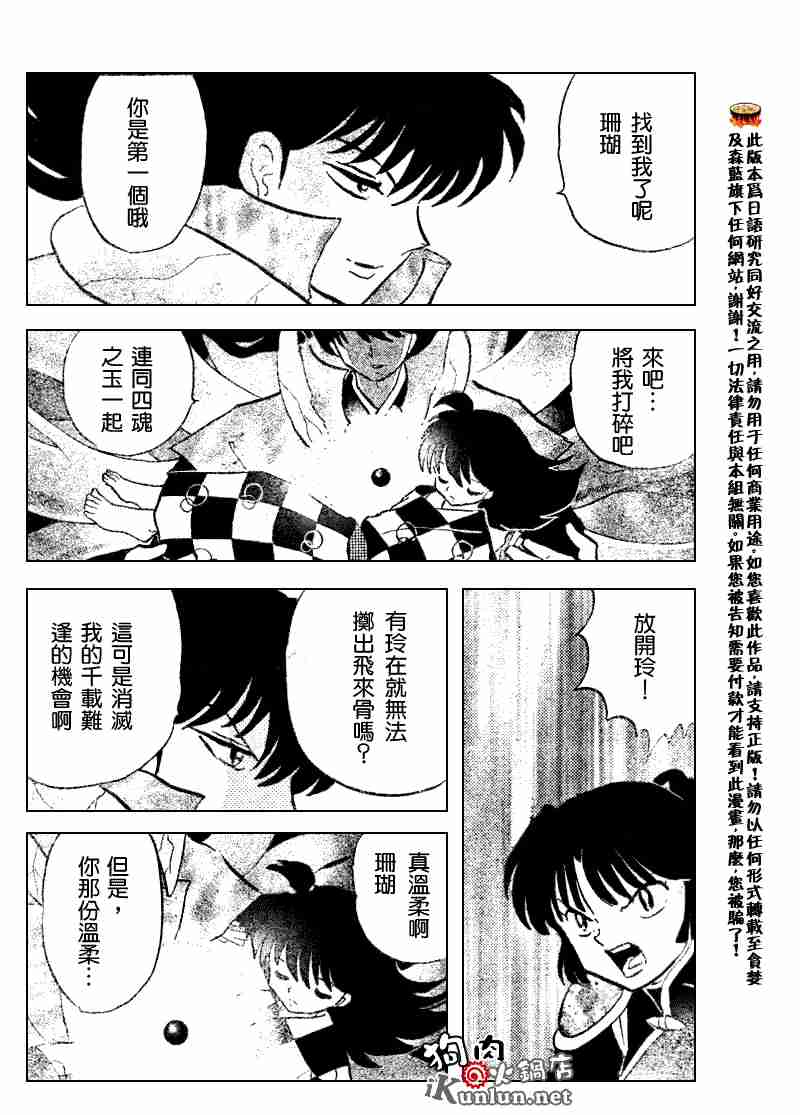 找到我了呢
珊瑚
你是第一個哦
來吧…
將我打碎吧
連同四魂
之玉一起
放開玲！
有玲在就無法
擲出飛來骨嗎？
這可是消滅
我的千載難
逢的機會啊
真溫柔啊
珊瑚
但是，
你那份溫柔…
此版本爲日語研究同好交流之用，請勿用于任何商業用途，如您喜歡此作品，請支持正版！請勿以任何形式轉載至貪婪
及森藍旗下任何網站，謝謝！一切法律責任與本組無關。如果您被告知需要付款才能看到此漫畫，那麼，您被騙了！
狗肉火鍋店
iKunlun.net